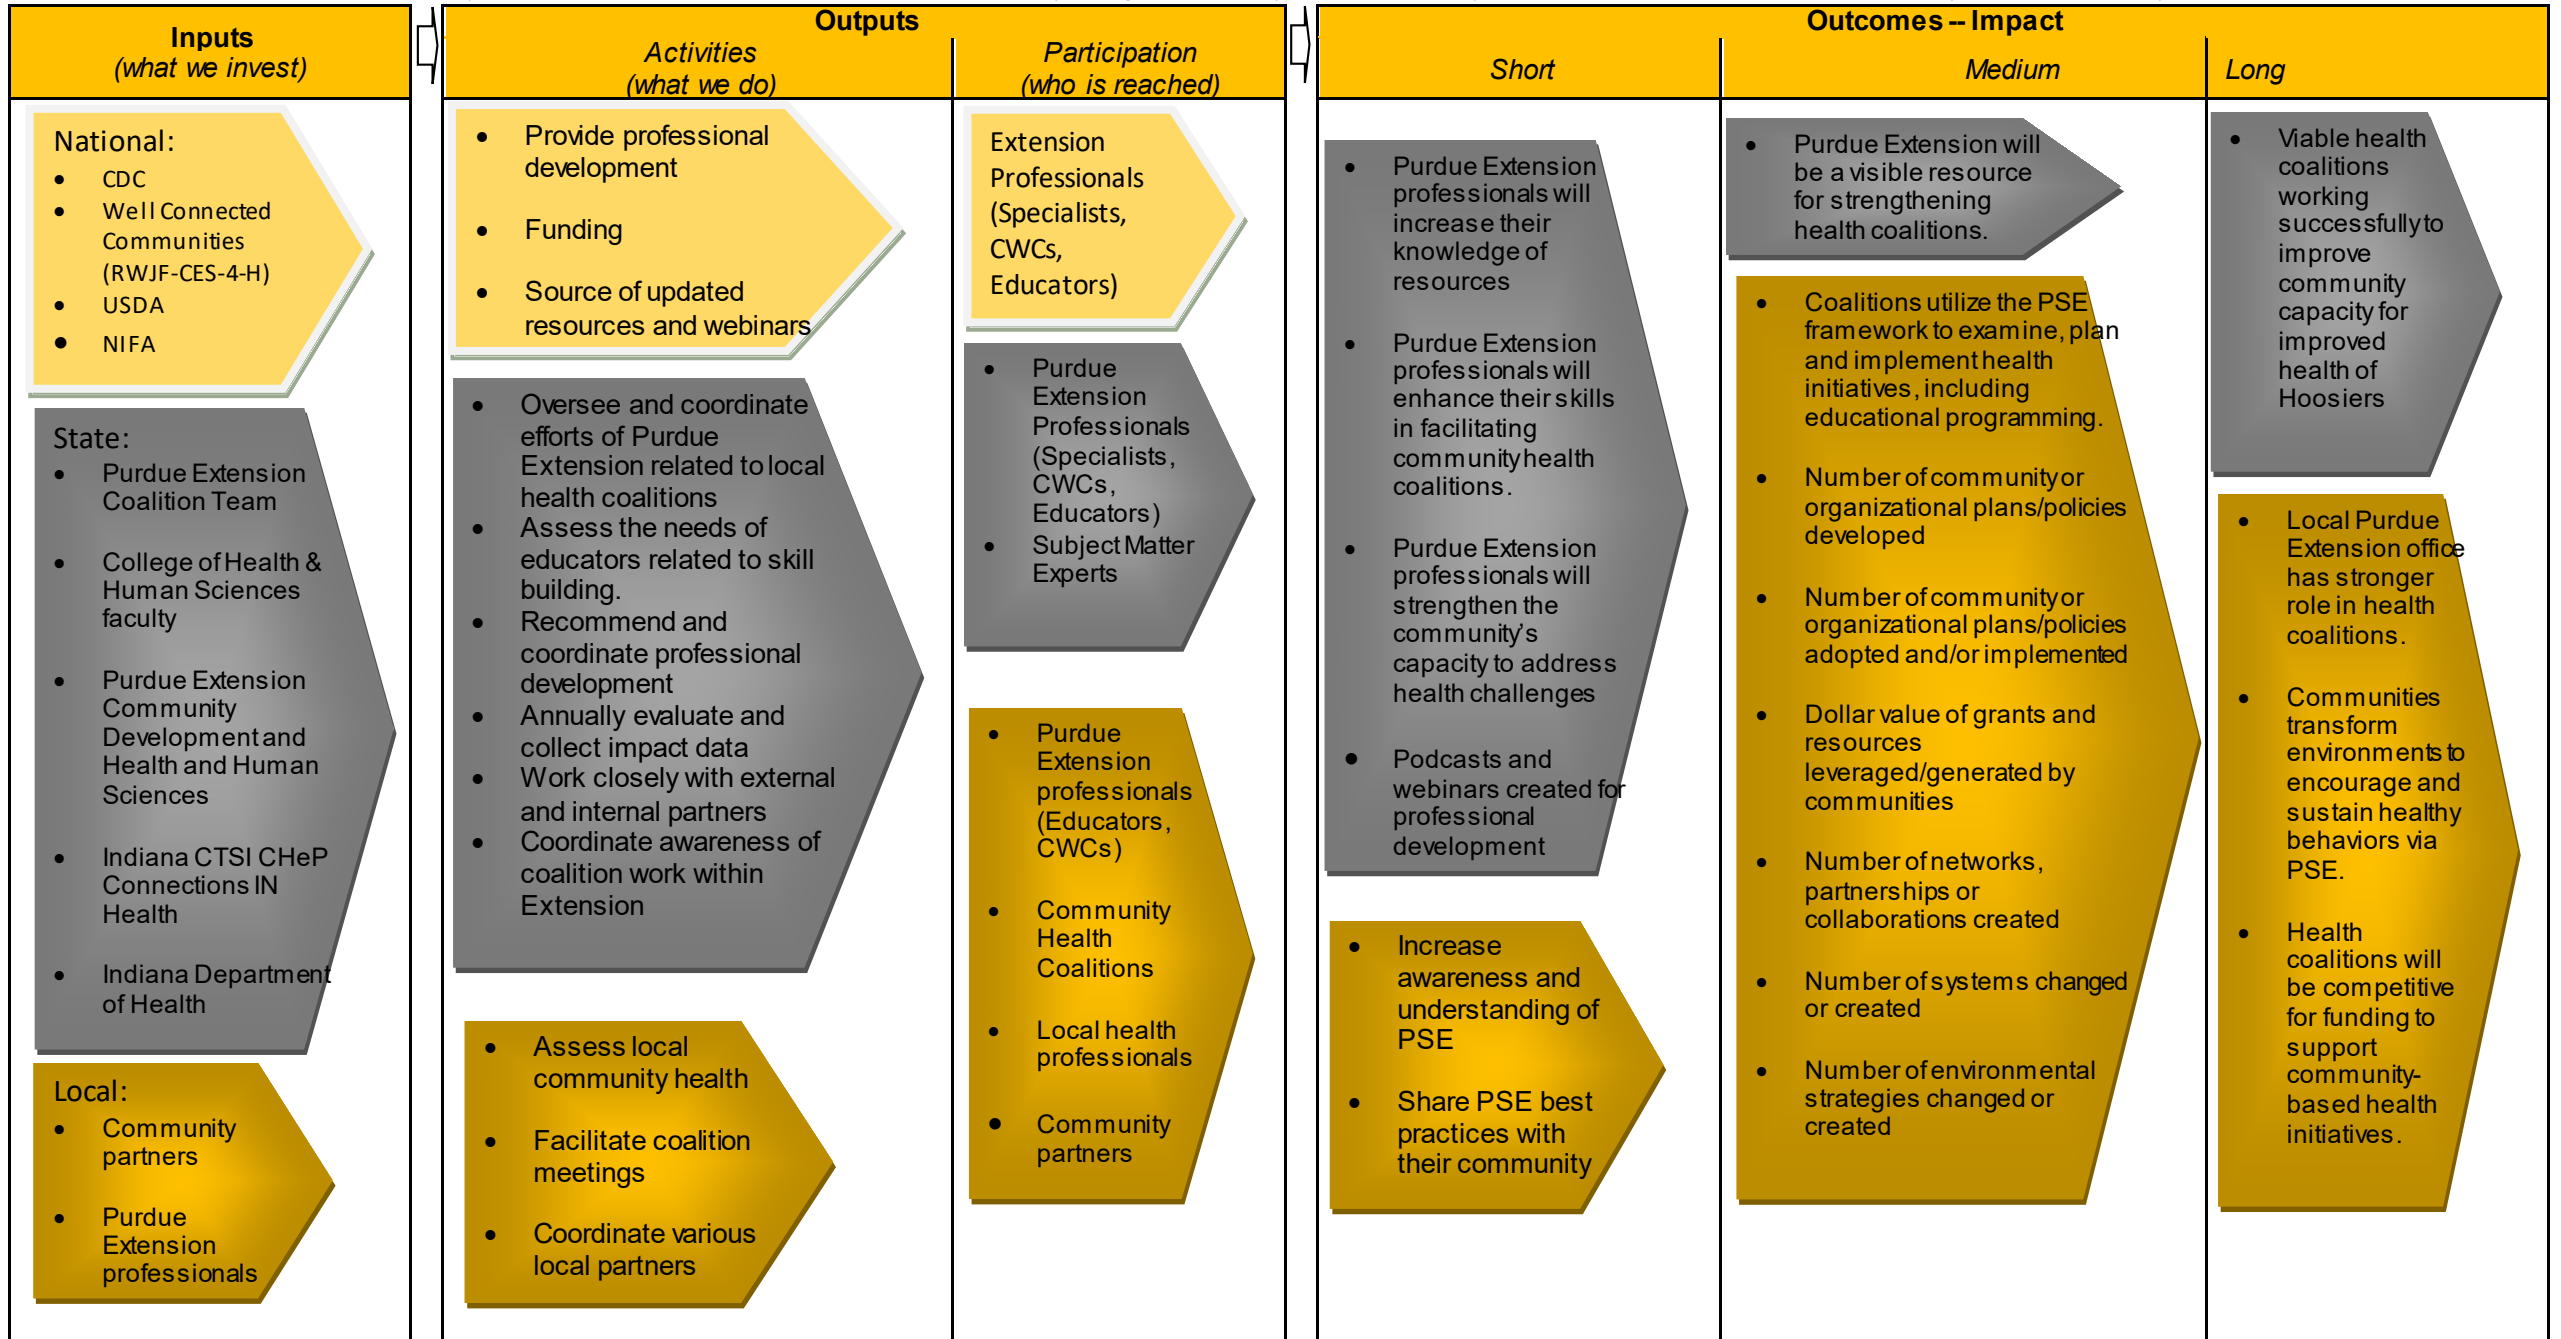 Inputs
(what we invest)
Outputs
Activities
(what we do)
Participation
(who is reached)
Outcomes -- Impact
Short
Medium
Long
National:
• CDC
• Well Connected
Communities
(RWJF-CES-4-H)
• USDA
• NIFA
State:
• Purdue Extension
Coalition Team
• College of Health &
Human Sciences
faculty
• Purdue Extension
Community
Development and
Health and Human
Sciences
• Indiana CTSI CHeP
Connections IN
Health
• Indiana Department
of Health
Local:
• Community
partners
• Purdue
Extension
professionals
• Provide professional
development
• Funding
• Source of updated
resources and webinars
• Oversee and coordinate
efforts of Purdue
Extension related to local
health coalitions
• Assess the needs of
educators related to skill
building.
• Recommend and
coordinate professional
development
• Annually evaluate and
collect impact data
• Work closely with external
and internal partners
• Coordinate awareness of
coalition work within
Extension
• Assess local
community health
• Facilitate coalition
meetings
• Coordinate various
local partners
Extension
Professionals
(Specialists,
CWCs,
Educators)
• Purdue
Extension
Professionals
(Specialists,
CWCs,
Educators)
• Subject Matter
Experts
• Purdue
Extension
professionals
(Educators,
CWCs)
• Community
Health
Coalitions
• Local health
professionals
• Community
partners
• Purdue Extension
professionals will
increase their
knowledge of
resources
• Purdue Extension
professionals will
enhance their skills
in facilitating
community health
coalitions.
• Purdue Extension
professionals will
strengthen the
community’s
capacity to address
health challenges
• Podcasts and
webinars created for
professional
development
• Increase
awareness and
understanding of
PSE
• Share PSE best
practices with
their community
• Purdue Extension will
be a visible resource
for strengthening
health coalitions.
• Coalitions utilize the PSE
framework to examine, plan
and implement health
initiatives, including
educational programming.
• Number of community or
organizational plans/policies
developed
• Number of community or
organizational plans/policies
adopted and/or implemented
• Dollar value of grants and
resources
leveraged/generated by
communities
• Number of networks,
partnerships or
collaborations created
• Number of systems changed
or created
• Number of environmental
strategies changed or
created
• Viable health
coalitions
working
successfully to
improve
community
capacity for
improved
health of
Hoosiers
• Local Purdue
Extension office
has stronger
role in health
coalitions.
• Communities
transform
environments to
encourage and
sustain healthy
behaviors via
PSE.
• Health
coalitions will
be competitive
for funding to
support
community-
based health
initiatives.